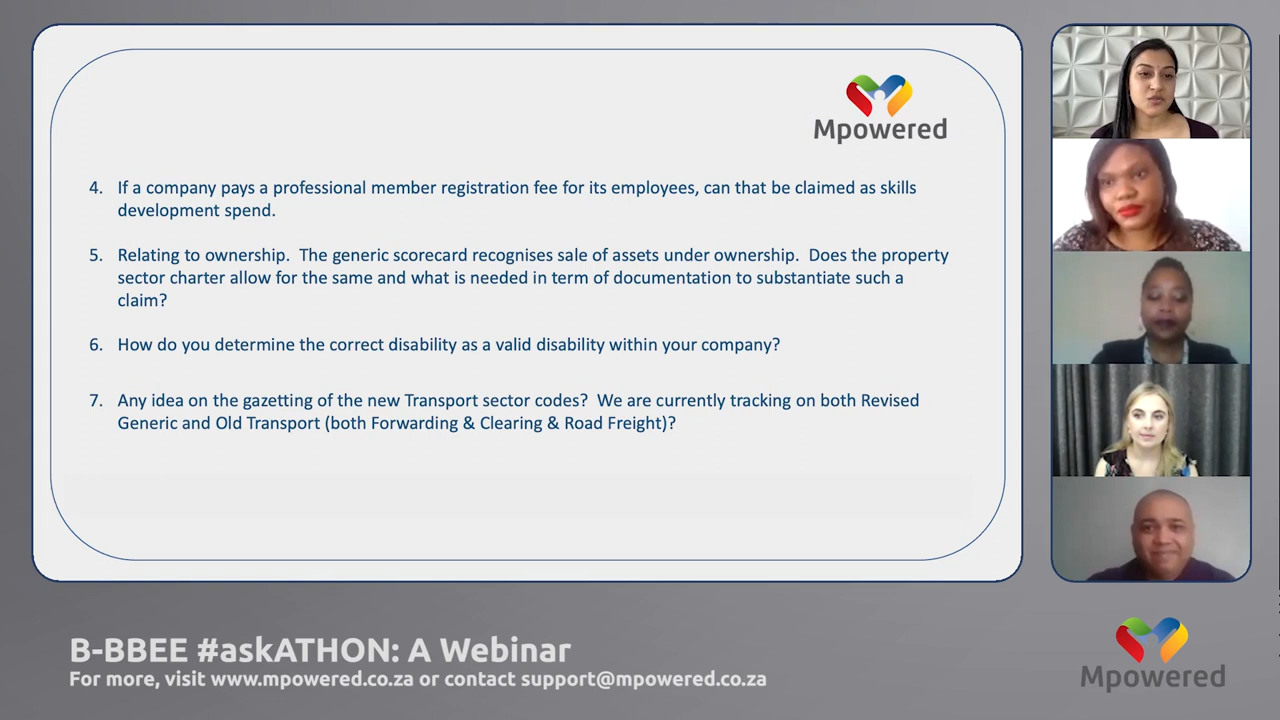 Mpowered
4. If a company pays a professional member registration fee for its employees, can that be claimed as skills
development spend.
5. Relating to ownership. The generic scorecard recognises sale of assets under ownership. Does the property
sector charter allow for the same and what is needed in term of documentation to substantiate such a
claim?
6. How do you determine the correct disability as a valid disability within your company?
7. Any idea on the gazetting of the new Transport sector codes? We are currently tracking on both Revised
Generic and Old Transport (both Forwarding & Clearing & Road Freight)?
B-BBEE #askATHON: A Webinar
For more, visit www.mpowered.co.za or contact support@mpowered.co.za
Mpowered